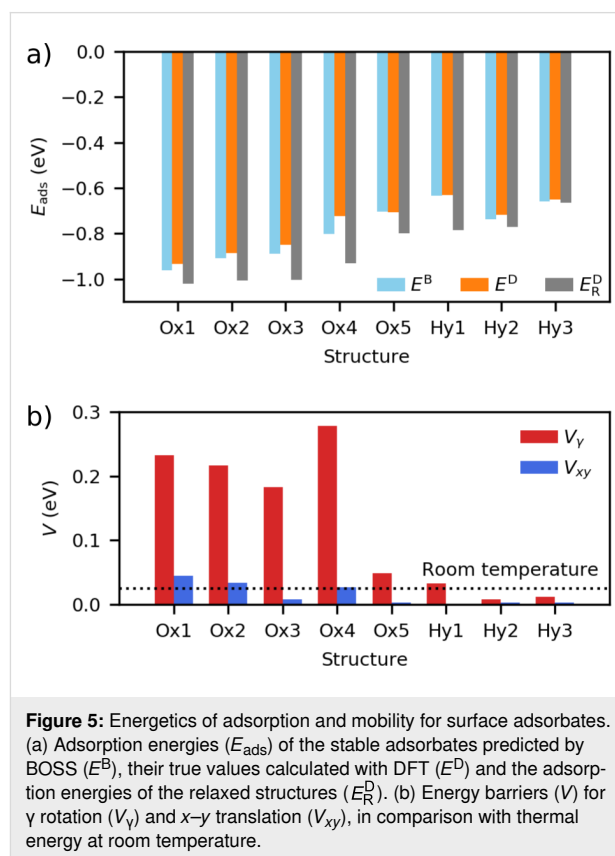 a)
0.0
−0.2
−0.4
−0.6
−0.8
−1.0
E_ads (eV)
E^B E^D E_R^D
Ox1 Ox2 Ox3 Ox4 Ox5 Hy1 Hy2 Hy3
Structure
b)
0.3
0.2
0.1
0.0
V (eV)
V_γ
V_xy
Room temperature
Ox1 Ox2 Ox3 Ox4 Ox5 Hy1 Hy2 Hy3
Structure
Figure 5: Energetics of adsorption and mobility for surface adsorbates.
(a) Adsorption energies (E_ads) of the stable adsorbates predicted by
BOSS (E^B), their true values calculated with DFT (E^D) and the adsorp-
tion energies of the relaxed structures (E_R^D). (b) Energy barriers (V) for
γ rotation (V_γ) and x–y translation (V_xy), in comparison with thermal
energy at room temperature.